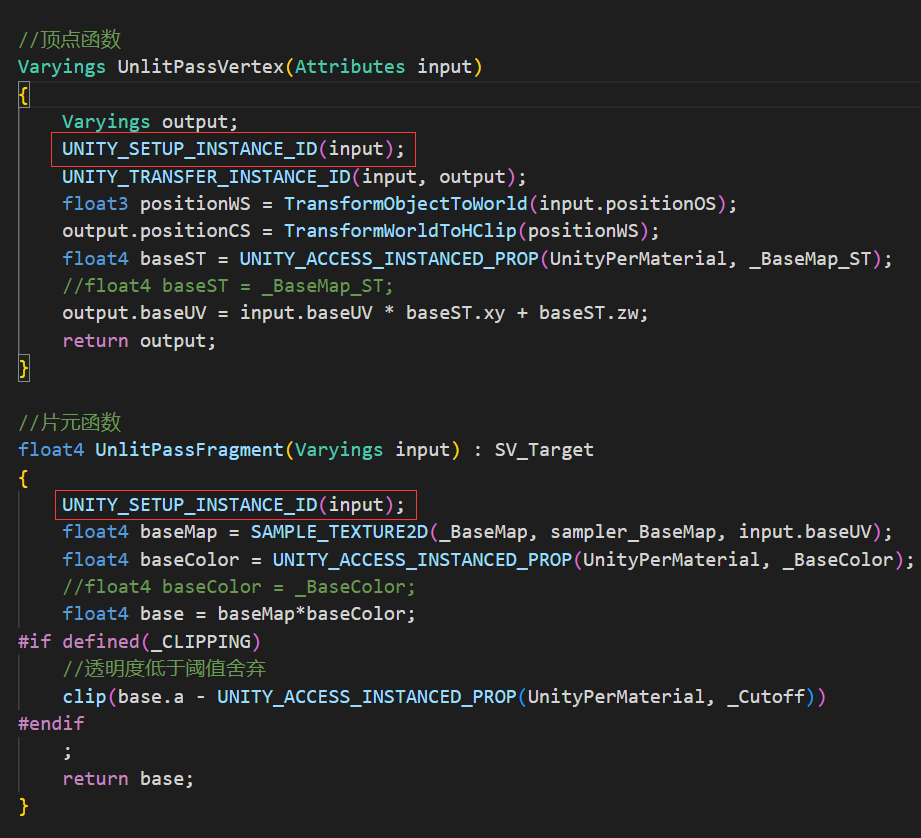 //顶点函数
Varyings UnlitPassVertex(Attributes input)
{
    Varyings output;
    UNITY_SETUP_INSTANCE_ID(input);
    UNITY_TRANSFER_INSTANCE_ID(input, output);
    float3 positionWS = TransformObjectToWorld(input.positionOS);
    output.positionCS = TransformWorldToHClip(positionWS);
    float4 baseST = UNITY_ACCESS_INSTANCED_PROP(UnityPerMaterial, _BaseMap_ST);
    //float4 baseST = _BaseMap_ST;
    output.baseUV = input.baseUV * baseST.xy + baseST.zw;
    return output;
}
//片元函数
float4 UnlitPassFragment(Varyings input) : SV_Target
{
    UNITY_SETUP_INSTANCE_ID(input);
    float4 baseMap = SAMPLE_TEXTURE2D(_BaseMap, sampler_BaseMap, input.baseUV);
    float4 baseColor = UNITY_ACCESS_INSTANCED_PROP(UnityPerMaterial, _BaseColor);
    //float4 baseColor = _BaseColor;
    float4 base = baseMap*baseColor;
#if defined(_CLIPPING)
    //透明度低于阈值舍弃
    clip(base.a - UNITY_ACCESS_INSTANCED_PROP(UnityPerMaterial, _Cutoff))
#endif
    ;
    return base;
}